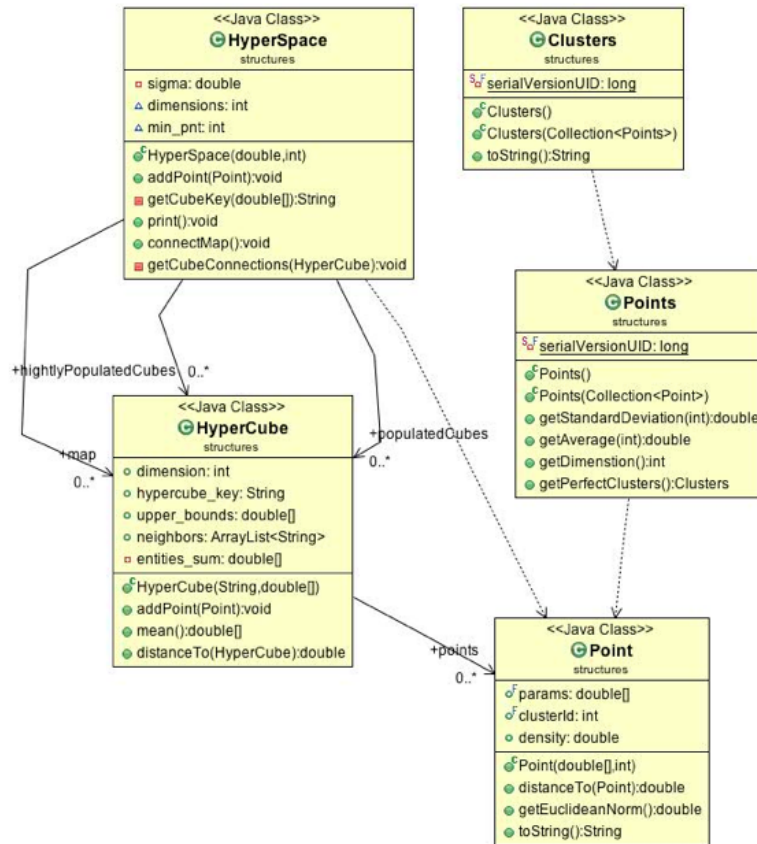 <<Java Class>>
HyperSpace
structures
sigma: double
dimensions: int
min_pnt: int
HyperSpace(double,int)
addPoint(Point):void
getCubeKey(double[]):String
print():void
connectMap():void
getCubeConnections(HyperCube):void
<<Java Class>>
Clusters
structures
serialVersionUID: long
Clusters()
Clusters(Collection<Points>)
toString():String
<<Java Class>>
Points
structures
serialVersionUID: long
Points()
Points(Collection<Point>)
getStandardDeviation(int):double
getAverage(int):double
getDimenstion():int
getPerfectClusters():Clusters
+hightlyPopulatedCubes
0..*
+map
0..*
+populatedCubes
0..*
<<Java Class>>
HyperCube
structures
dimension: int
hypercube_key: String
upper_bounds: double[]
neighbors: ArrayList<String>
entities_sum: double[]
HyperCube(String,double[])
addPoint(Point):void
mean():double[]
distanceTo(HyperCube):double
+points
0..*
<<Java Class>>
Point
structures
params: double[]
clusterId: int
density: double
Point(double[],int)
distanceTo(Point):double
getEuclideanNorm():double
toString():String